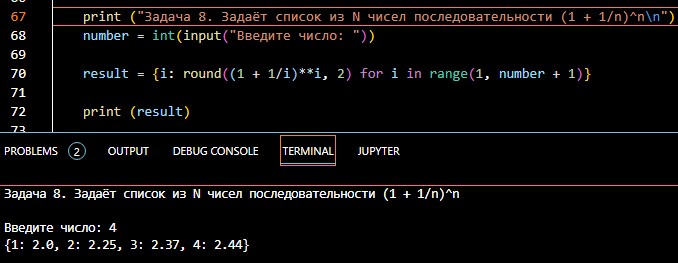 67 print ("Задача 8. Задаёт список из N чисел последовательности (1 + 1/n)^n\n")
68 number = int(input("Введите число: "))
69
70 result = {i: round((1 + 1/i)**i, 2) for i in range(1, number + 1)}
71
72 print (result)
73
PROBLEMS 2 OUTPUT DEBUG CONSOLE TERMINAL JUPYTER
Задача 8. Задаёт список из N чисел последовательности (1 + 1/n)^n
Введите число: 4
{1: 2.0, 2: 2.25, 3: 2.37, 4: 2.44}